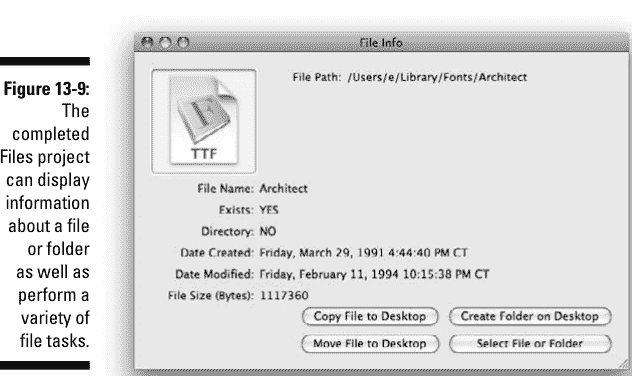 Figure 13-9:
The
completed
Files project
can display
information
about a file
or folder
as well as
perform a
variety of
file tasks.
File Info
File Path: /Users/e/Library/Fonts/Architect
TTF
File Name: Architect
Exists: YES
Directory: NO
Date Created: Friday, March 29, 1991 4:44:40 PM CT
Date Modified: Friday, February 11, 1994 10:15:38 PM CT
File Size (Bytes): 1117360
Copy File to Desktop
Create Folder on Desktop
Move File to Desktop
Select File or Folder